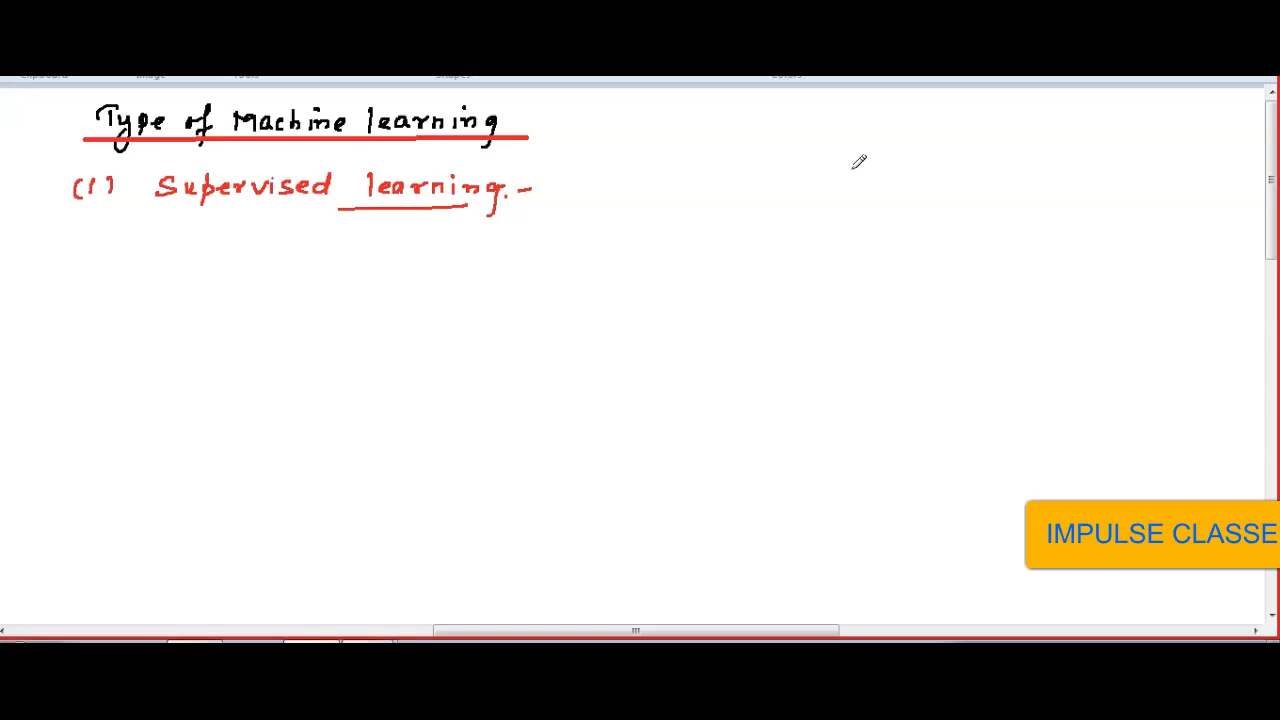 Type of Machine learning
(1) Supervised learning. -
IMPULSE CLASSE